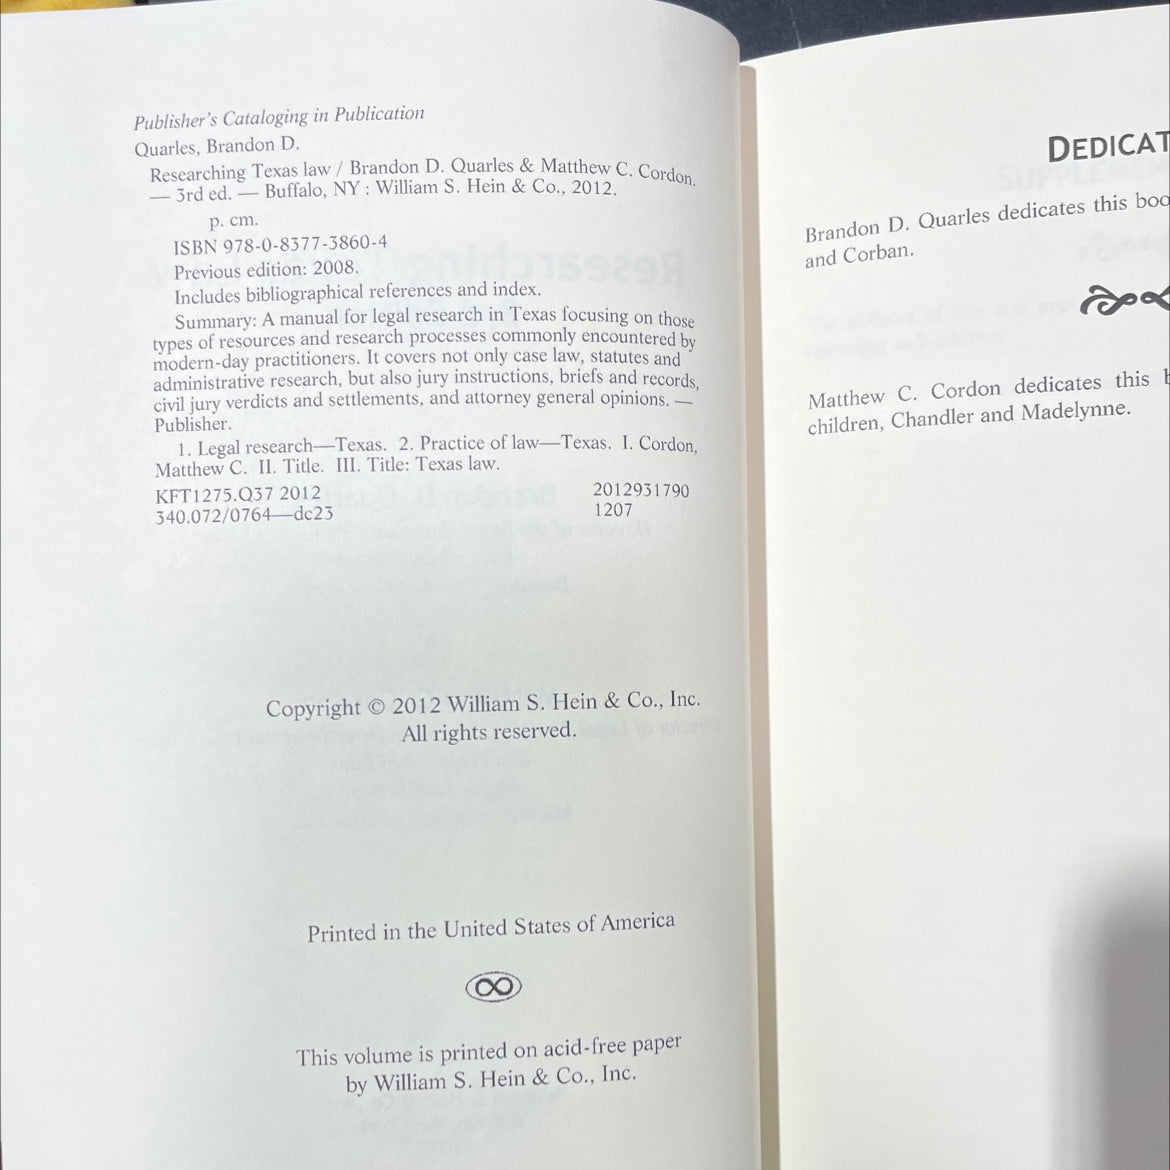 Publisher's Cataloging in Publication
Quarles, Brandon D.
Researching Texas law / Brandon D. Quarles & Matthew C. Cordon.
— 3rd ed. — Buffalo, NY : William S. Hein & Co., 2012.
p. cm.
ISBN 978-0-8377-3860-4
Previous edition: 2008.
Includes bibliographical references and index.
Summary: A manual for legal research in Texas focusing on those
types of resources and research processes commonly encountered by
modern-day practitioners. It covers not only case law, statutes and
administrative research, but also jury instructions, briefs and records,
civil jury verdicts and settlements, and attorney general opinions. —
Publisher.
1. Legal research—Texas. 2. Practice of law—Texas. I. Cordon,
Matthew C. II. Title. III. Title: Texas law.
KFT1275.Q37 2012 2012931790
340.072/0764—dc23 1207
Copyright © 2012 William S. Hein & Co., Inc.
All rights reserved.
Printed in the United States of America
This volume is printed on acid-free paper
by William S. Hein & Co., Inc.
DEDICAT
Brandon D. Quarles dedicates this boo
and Corban.
Matthew C. Cordon dedicates this b
children, Chandler and Madelynne.